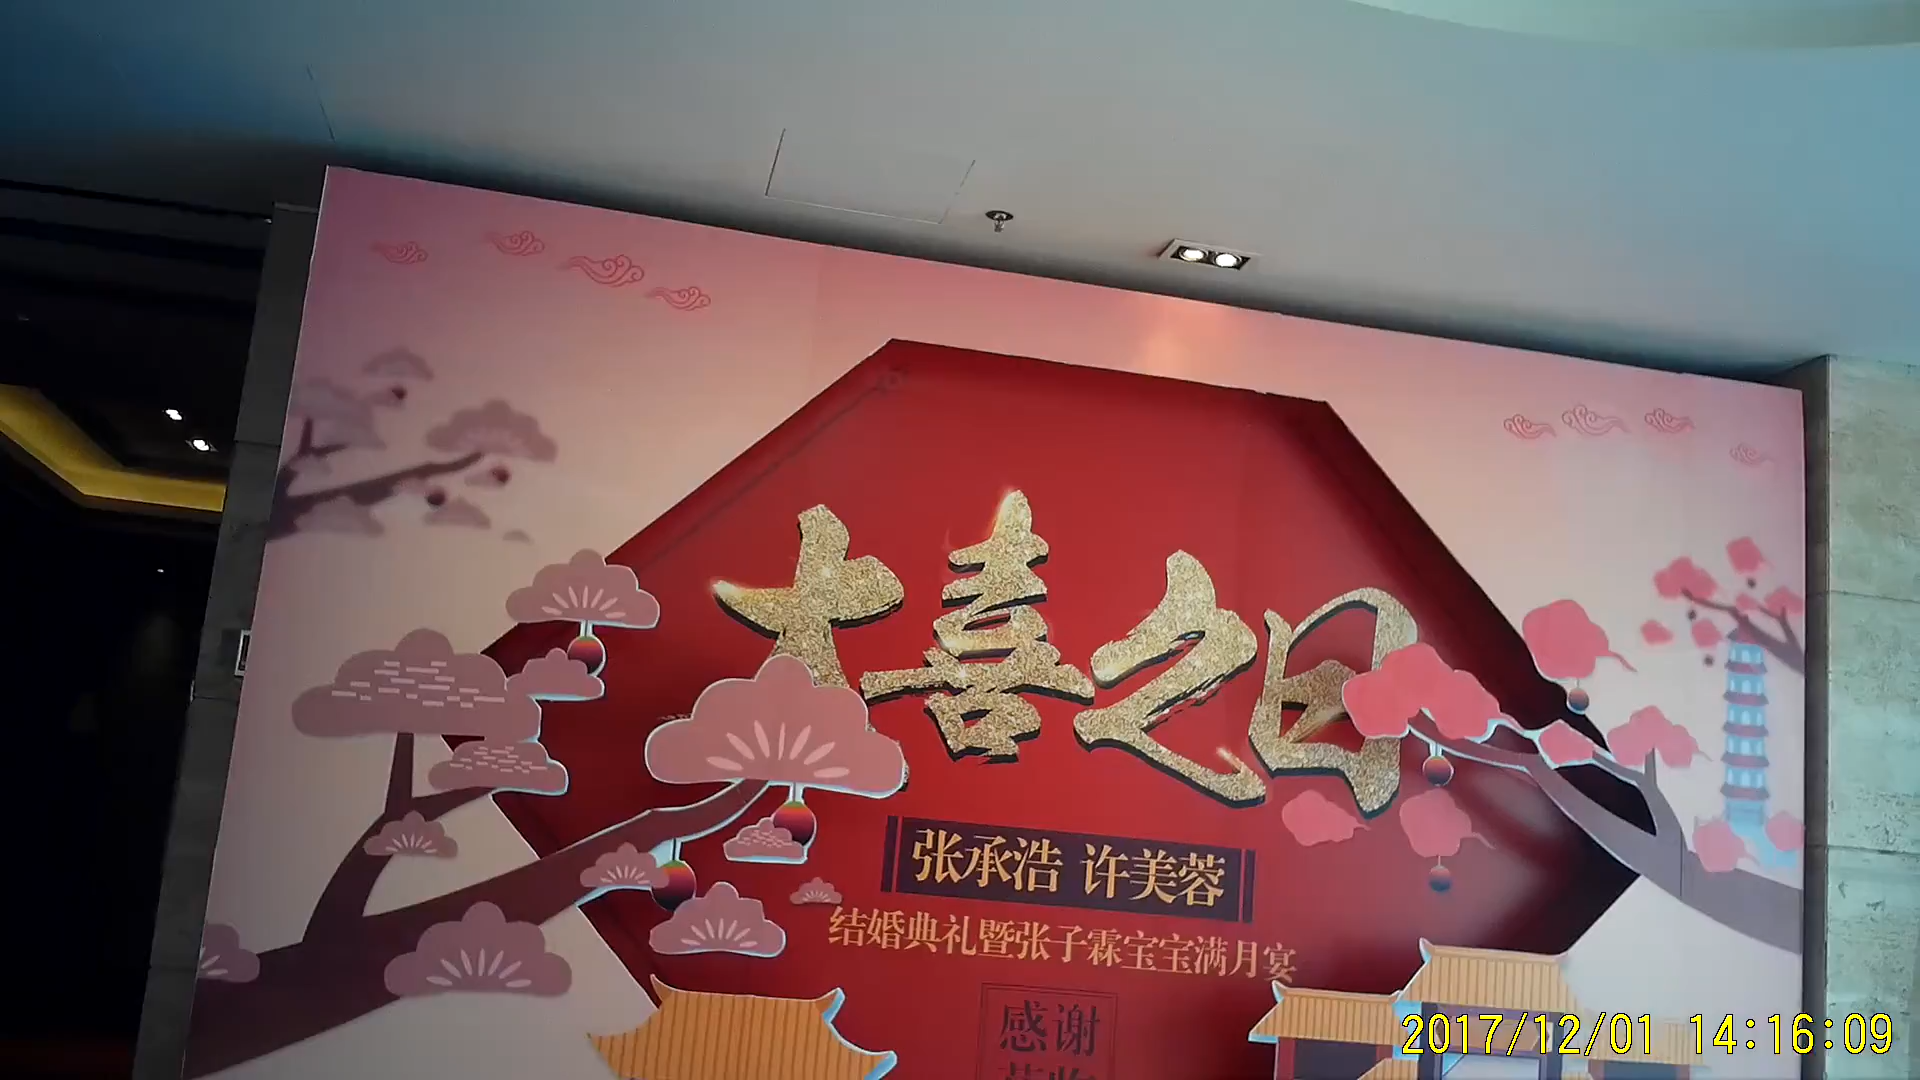 大喜之日
张承浩 许美蓉
结婚典礼暨张子霖宝宝满月宴
感谢
2017/12/01 14:16:09